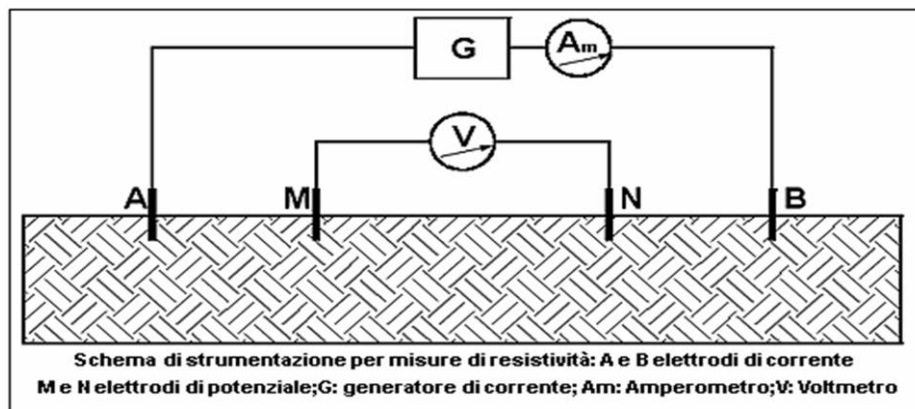 G
Am
V
A
M
N
B
Schema di strumentazione per misure di resistività: A e B elettrodi di corrente
M e N elettrodi di potenziale;G: generatore di corrente; Am: Amperometro;V: Voltmetro